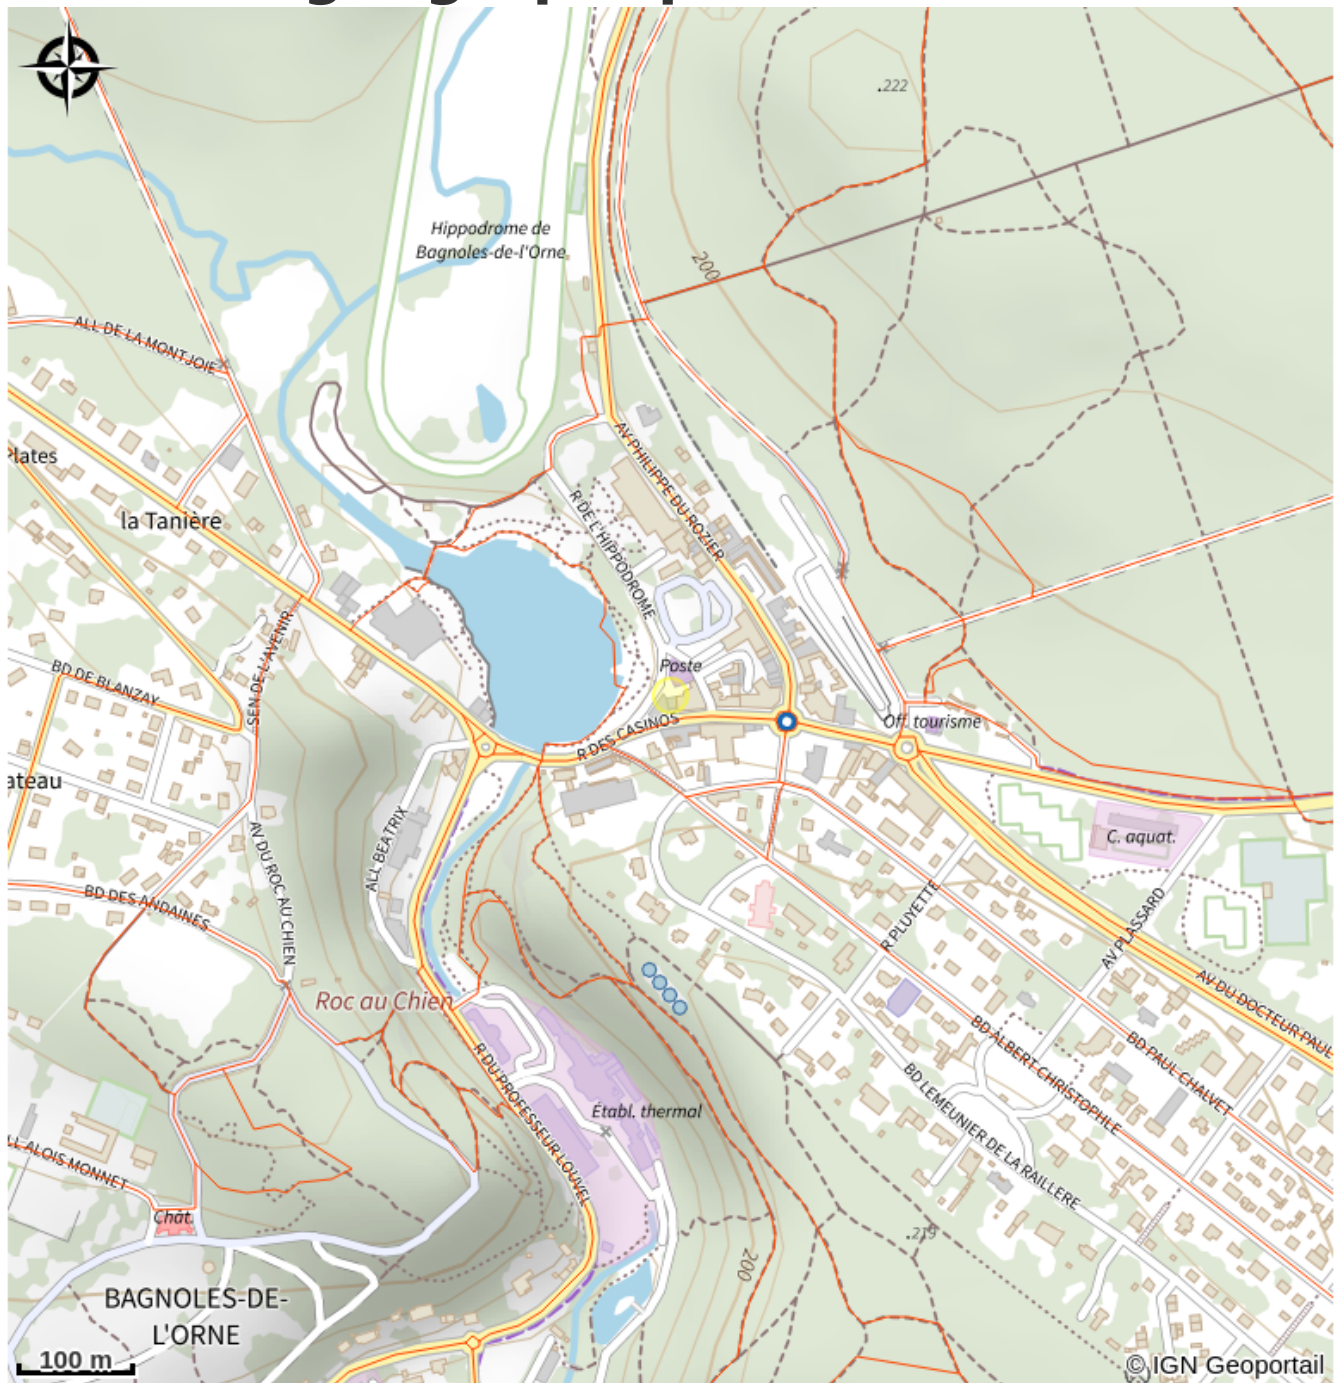 .222
Hippodrome de
Bagnoles-de-l'Orne
200
ALL DE LA MONTJOIE
AV PHILIPPE DU ROZIER
Plates
la Tanière
R DE L'HIPPODROME
SEN DE L'AVENIR
BD DE BLANZAY
Poste
R DES CASINOS
Off. tourisme
ateau
ALL BEATRIX
C. aquat.
AV DU ROC AU CHIEN
BD DES ANDAINES
R PLUYETTE
AV PLASSARD
AV DU DOCTEUR PAUL
Roc au Chien
BD ALBERT CHRISTOPHLE
BD PAUL CHALVET
R DU PROFESSEUR LOUVEL
BD LEMEUNIER DE LA RAILLERE
Etabl. thermal
ALOIS MONNET
Chât.
.219
200
BAGNOLES-DE-
L'ORNE
100 m
© IGN Geoportail